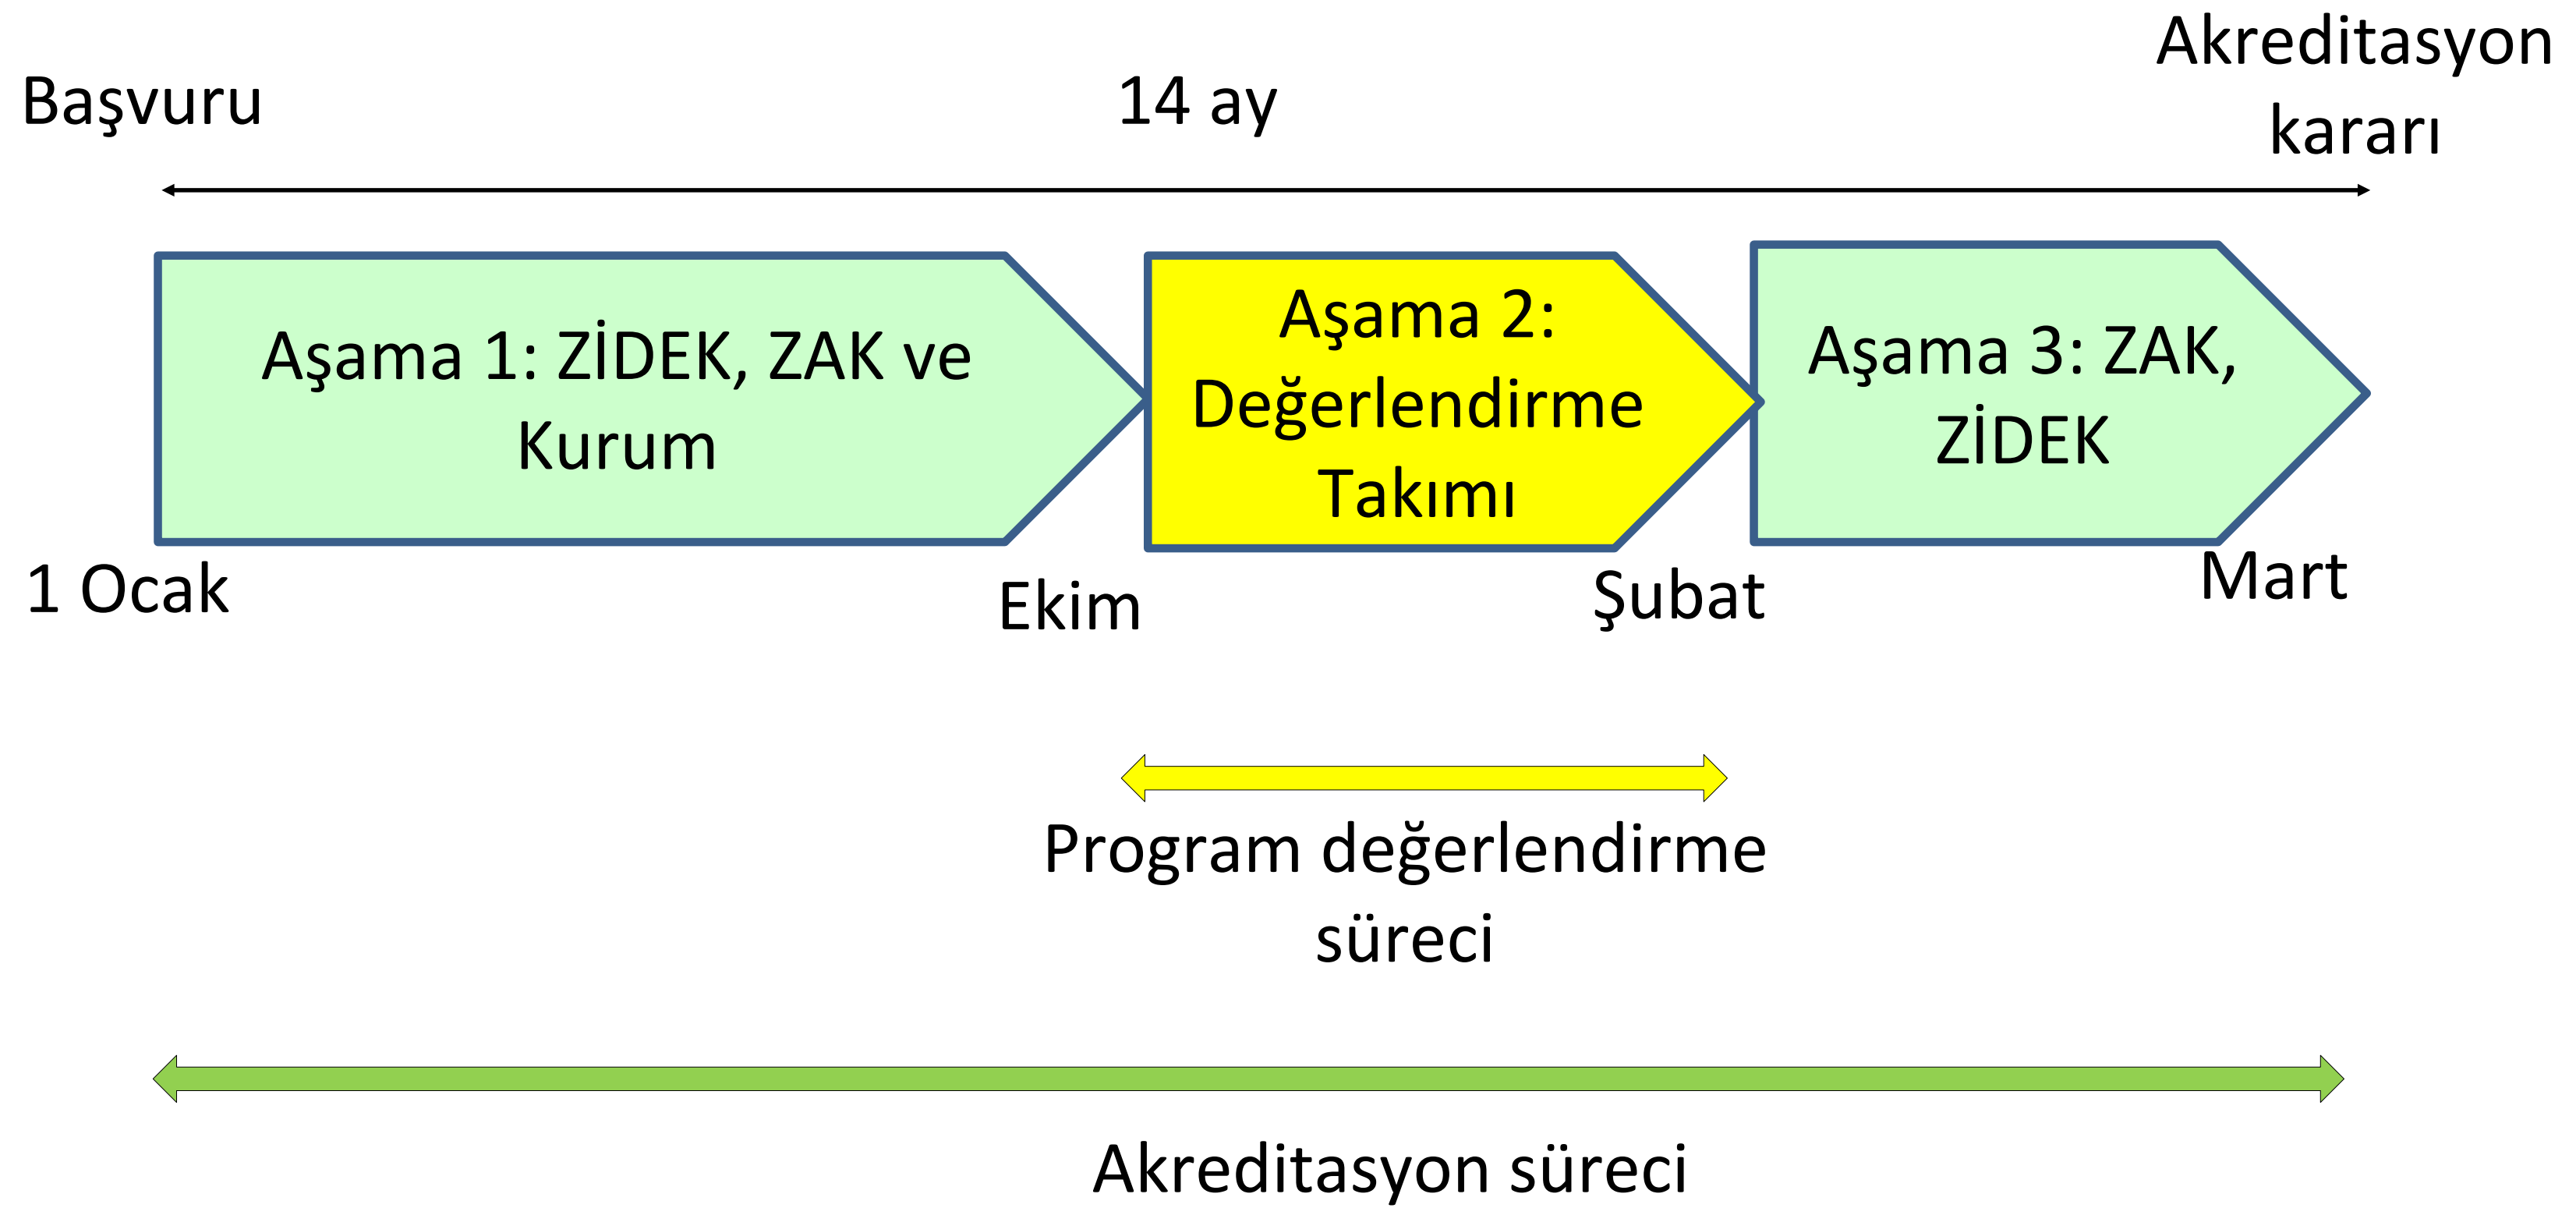 Başvuru
14 ay
Akreditasyon
kararı
Aşama 1: ZİDEK, ZAK ve
Kurum
Aşama 2:
Değerlendirme
Takımı
Aşama 3: ZAK,
ZİDEK
1 Ocak
Ekim
Şubat
Mart
Program değerlendirme
süreci
Akreditasyon süreci